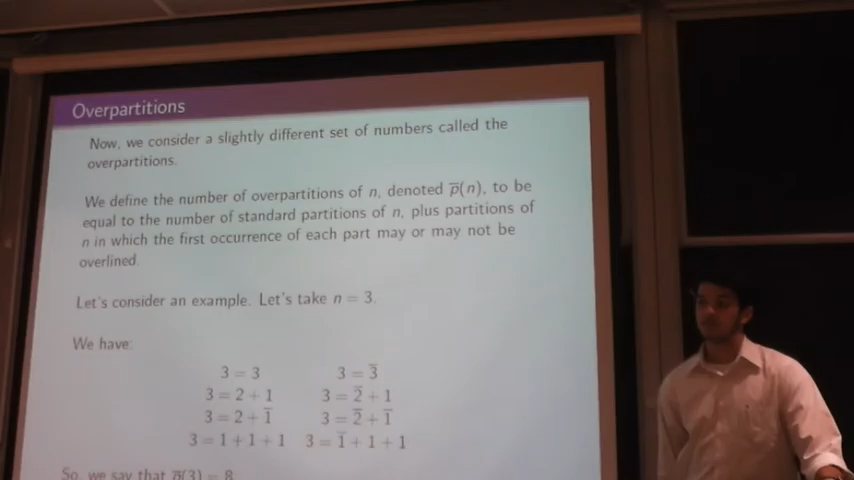 Overpartitions
Now, we consider a slightly different set of numbers called the
overpartitions.
We define the number of overpartitions of n, denoted p̅(n), to be
equal to the number of standard partitions of n, plus partitions of
n in which the first occurrence of each part may or may not be
overlined.
Let's consider an example. Let's take n = 3.
We have:
3 = 3 3 = 3̅
3 = 2 + 1 3 = 2̅ + 1
3 = 2 + 1̅ 3 = 2̅ + 1̅
3 = 1 + 1 + 1 3 = 1̅ + 1 + 1
So, we say that p̅(3) = 8